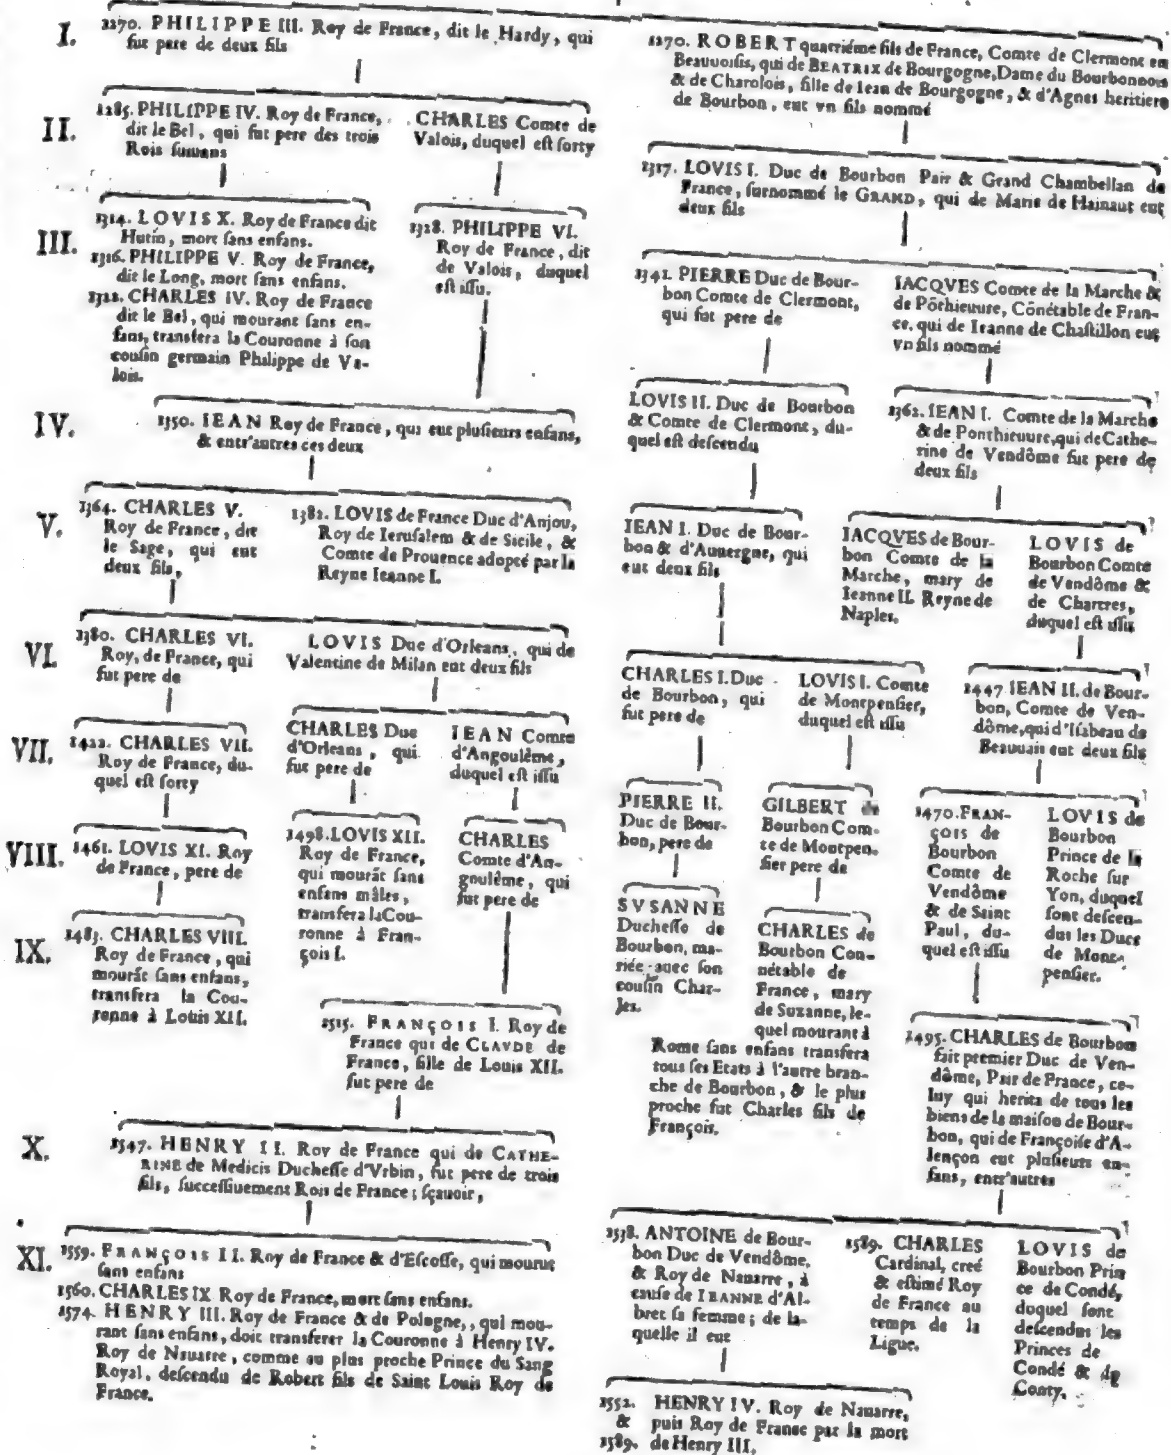 I.
1270. PHILIPPE III. Roy de France, dit le Hardy, qui
fut pere de deux fils
1270. ROBERT quatriéme fils de France, Comte de Clermont en
Beauuoisis, qui de BEATRIX de Bourgogne, Dame du Bourbonnois
& de Charolois, fille de Iean de Bourgogne, & d'Agnes heritiere
de Bourbon, eut vn fils nommé
II.
1285. PHILIPPE IV. Roy de France,
dit le Bel, qui fut pere des trois
Rois suiuans
CHARLES Comte de
Valois, duquel est sorty
1317. LOVIS I. Duc de Bourbon Pair & Grand Chambellan de
France, surnommé le GRAND, qui de Marie de Hainaut eut
deux fils
III.
1314. LOVIS X. Roy de France dit
Hutin, mort sans enfans.
1316. PHILIPPE V. Roy de France,
dit le Long, mort sans enfans.
1322. CHARLES IV. Roy de France
dit le Bel, qui mourant sans en-
fans, transfera la Couronne à son
cousin germain Philippe de Va-
lois.
1328. PHILIPPE VI.
Roy de France, dit
de Valois, duquel
est issu.
1342. PIERRE Duc de Bour-
bon Comte de Clermont,
qui fut pere de
IACQVES Comte de la Marche &
de Põthieuure, Cõnétable de Fran-
ce, qui de Ieanne de Chastillon eut
vn fils nommé
IV.
1350. IEAN Roy de France, qui eut plusieurs enfans,
& entr'autres ces deux
LOVIS II. Duc de Bourbon
& Comte de Clermont, du-
quel est descendu
1362. IEAN I. Comte de la Marche
& de Ponthieuure, qui de Cathe-
rine de Vendôme fut pere de
deux fils
V.
1364. CHARLES V.
Roy de France, dit
le Sage, qui eut
deux fils,
1382. LOVIS de France Duc d'Anjou,
Roy de Ierusalem & de Sicile, &
Comte de Prouence adopté par la
Reyne Ieanne I.
IEAN I. Duc de Bour-
bon & d'Auuergne, qui
eut deux fils
IACQVES de Bour-
bon Comte de la
Marche, mary de
Ieanne II. Reyne de
Naples.
LOVIS de
Bourbon Comte
de Vendôme &
de Chartres,
duquel est issu
VI.
1380. CHARLES VI.
Roy, de France, qui
fut pere de
LOVIS Duc d'Orleans, qui de
Valentine de Milan eut deux fils
CHARLES I. Duc
de Bourbon, qui
fut pere de
LOVIS I. Comte
de Montpensier,
duquel est issu
1447 IEAN II. de Bour-
bon, Comte de Ven-
dôme, qui d'Isabeau de
Beauuais eut deux fils
VII.
1422. CHARLES VII.
Roy de France, du-
quel est sorty
CHARLES Duc
d'Orleans, qui
fut pere de
IEAN Comte
d'Angoulême,
duquel est issu
PIERRE II.
Duc de Bour-
bon, pere de
GILBERT de
Bourbon Com-
te de Montpen-
sier pere de
1470. FRAN-
ÇOIS de
Bourbon
Comte de
Vendôme
& de Saint
Paul, du-
quel est issu
LOVIS de
Bourbon
Prince de la
Roche sur
Yon, duquel
sont descen-
dus les Ducs
de Mont-
pensier.
VIII.
1461. LOVIS XI. Roy
de France, pere de
1498. LOVIS XII.
Roy de France,
qui mourãt sans
enfans mâles,
transfera la Cou-
ronne à Fran-
çois I.
CHARLES
Comte d'An-
goulême, qui
fut pere de
SVSANNE
Duchesse de
Bourbon, ma-
riée auec son
cousin Char-
les.
CHARLES de
Bourbon Con-
nétable de
France, mary
de Suzanne, le-
quel mourant à
Rome sans enfans transfera
tous ses Etats à l'autre bran-
che de Bourbon, & le plus
proche fut Charles fils de
François.
IX.
1483. CHARLES VIII.
Roy de France, qui
mourãt sans enfans,
transfera la Cou-
ronne à Louis XII.
1515. FRANÇOIS I. Roy de
France qui de CLAVDE de
France, fille de Louis XII.
fut pere de
1495. CHARLES de Bourbon
fait premier Duc de Ven-
dôme, Pair de France, ce-
luy qui herita de tous les
biens de la maison de Bour-
bon, qui de Françoise d'A-
lençon eut plusieurs en-
fans, entr'autres
X.
1547. HENRY II. Roy de France qui de CATHE-
RINE de Medicis Duchesse d'Vrbin, fut pere de trois
fils, successiuement Rois de France; sçauoir,
XI.
1559. FRANÇOIS II. Roy de France & d'Escosse, qui mourut
sans enfans
1560. CHARLES IX Roy de France, mort sans enfans.
1574. HENRY III. Roy de France & de Pologne, qui mou-
rant sans enfans, doit transferer la Couronne à Henry IV.
Roy de Nauarre, comme au plus proche Prince du Sang
Royal, descendu de Robert fils de Saint Louis Roy de
France.
1538. ANTOINE de Bour-
bon Duc de Vendôme,
& Roy de Nauarre, à
cause de IEANNE d'Al-
bret sa femme; de la-
quelle il eut
1589. CHARLES
Cardinal, creé
& estimé Roy
de France au
temps de la
Ligue.
LOVIS de
Bourbon Prin
ce de Condé,
duquel sont
descendus les
Princes de
Condé & de
Conty.
1552. HENRY IV. Roy de Nauarre,
& puis Roy de France par la mort
1589. de Henry III.